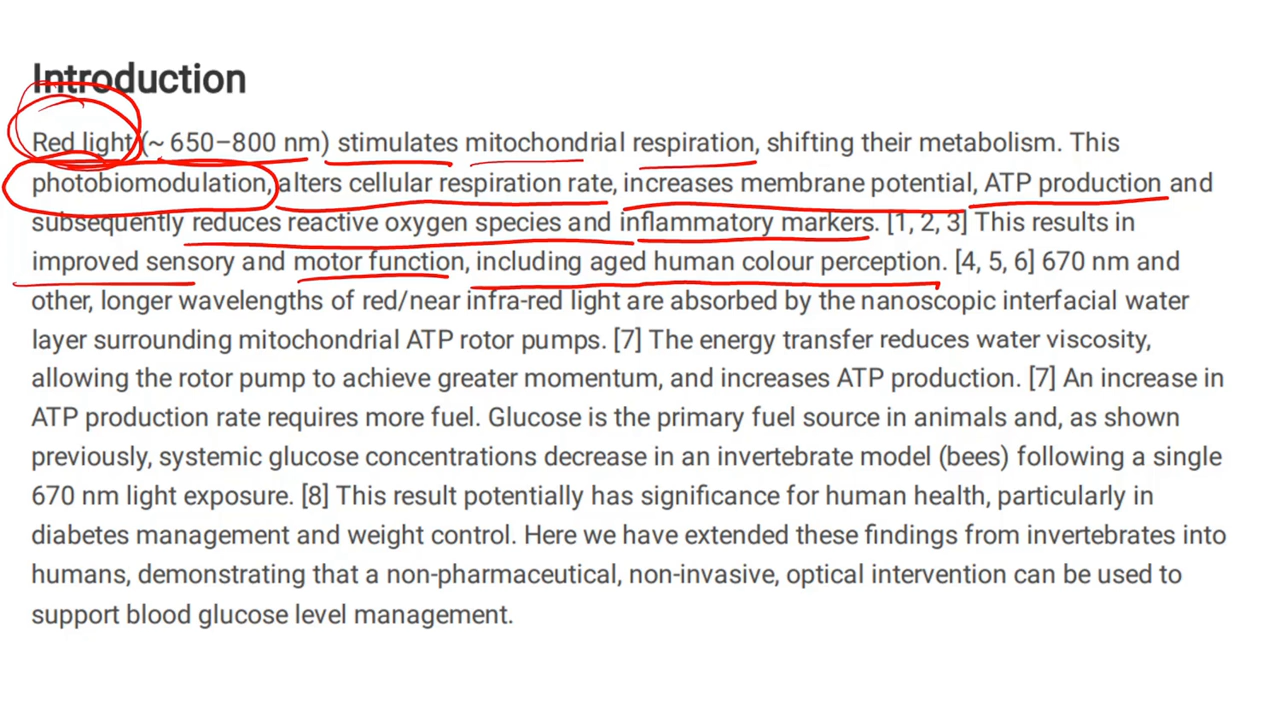 Introduction
Red light (~ 650–800 nm) stimulates mitochondrial respiration, shifting their metabolism. This
photobiomodulation, alters cellular respiration rate, increases membrane potential, ATP production and
subsequently reduces reactive oxygen species and inflammatory markers. [1, 2, 3] This results in
improved sensory and motor function, including aged human colour perception. [4, 5, 6] 670 nm and
other, longer wavelengths of red/near infra-red light are absorbed by the nanoscopic interfacial water
layer surrounding mitochondrial ATP rotor pumps. [7] The energy transfer reduces water viscosity,
allowing the rotor pump to achieve greater momentum, and increases ATP production. [7] An increase in
ATP production rate requires more fuel. Glucose is the primary fuel source in animals and, as shown
previously, systemic glucose concentrations decrease in an invertebrate model (bees) following a single
670 nm light exposure. [8] This result potentially has significance for human health, particularly in
diabetes management and weight control. Here we have extended these findings from invertebrates into
humans, demonstrating that a non-pharmaceutical, non-invasive, optical intervention can be used to
support blood glucose level management.